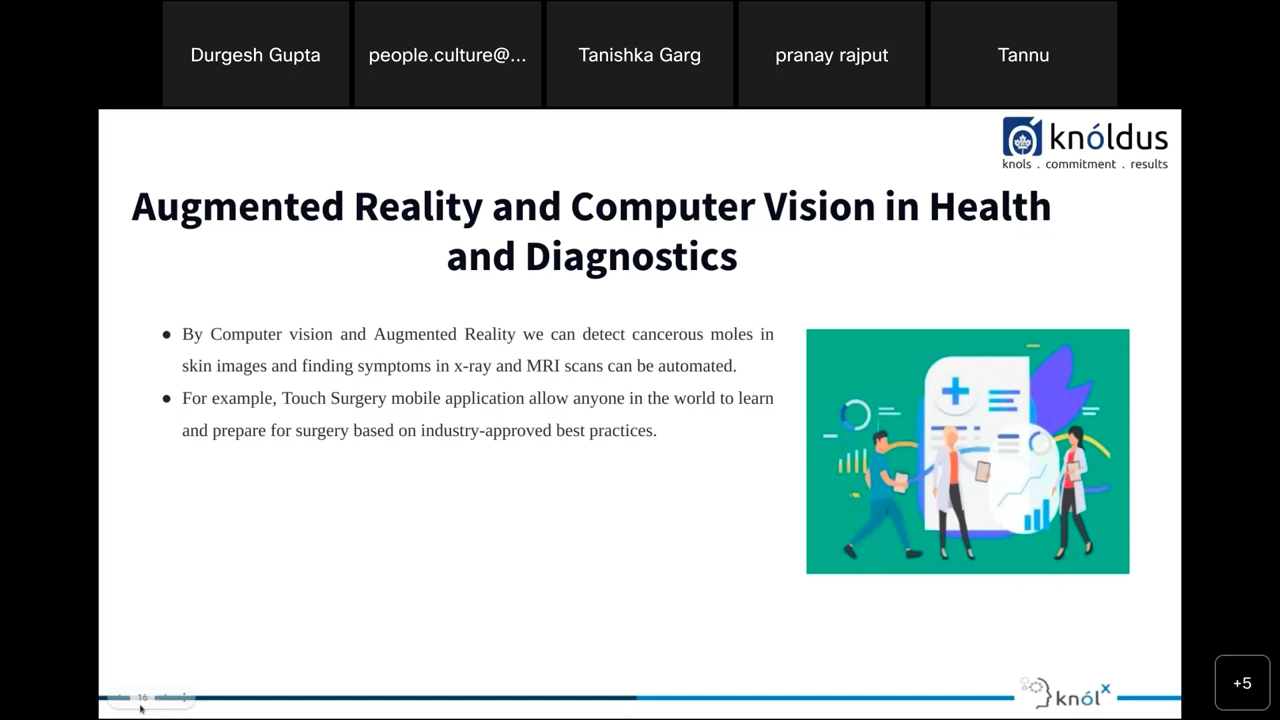 Durgesh Gupta
people.culture@...
Tanishka Garg
pranay rajput
Tannu
knóldus
knols . commitment . results
Augmented Reality and Computer Vision in Health
and Diagnostics
● By Computer vision and Augmented Reality we can detect cancerous moles in
skin images and finding symptoms in x-ray and MRI scans can be automated.
● For example, Touch Surgery mobile application allow anyone in the world to learn
and prepare for surgery based on industry-approved best practices.
16
knólx
+5